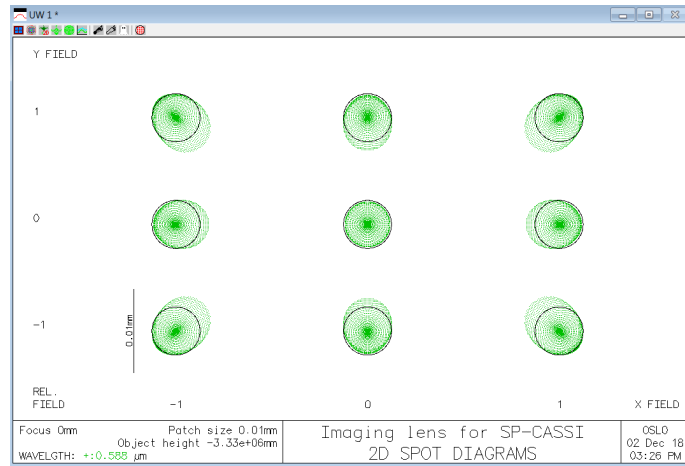 UW 1 *
Y FIELD
1
0
-1
0.01mm
REL.
FIELD -1 0 1 X FIELD
Focus 0mm Patch size 0.01mm
Object height -3.33e+06mm
WAVELGTH: +:0.588 µm
Imaging lens for SP-CASSI
2D SPOT DIAGRAMS
OSLO
02 Dec 18
03:26 PM